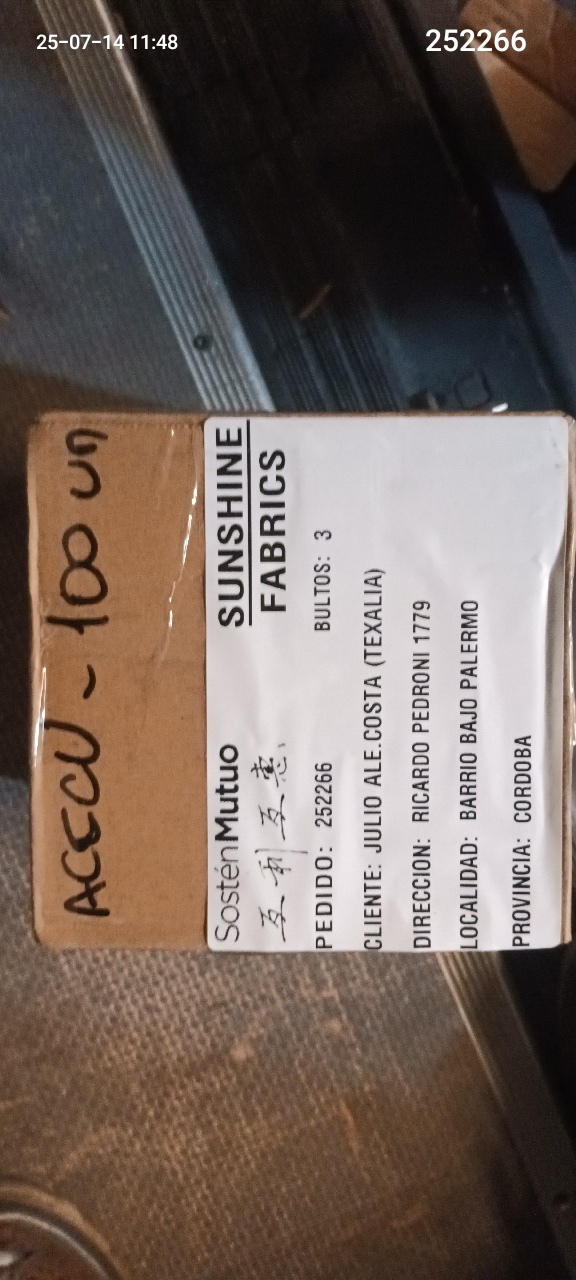 25-07-14 11:48
252266
ACECU - 100 un
SosténMutuo
互利互惠、
SUNSHINE
FABRICS
PEDIDO: 252266
BULTOS: 3
CLIENTE: JULIO ALE.COSTA (TEXALIA)
DIRECCION: RICARDO PEDRONI 1779
LOCALIDAD: BARRIO BAJO PALERMO
PROVINCIA: CORDOBA